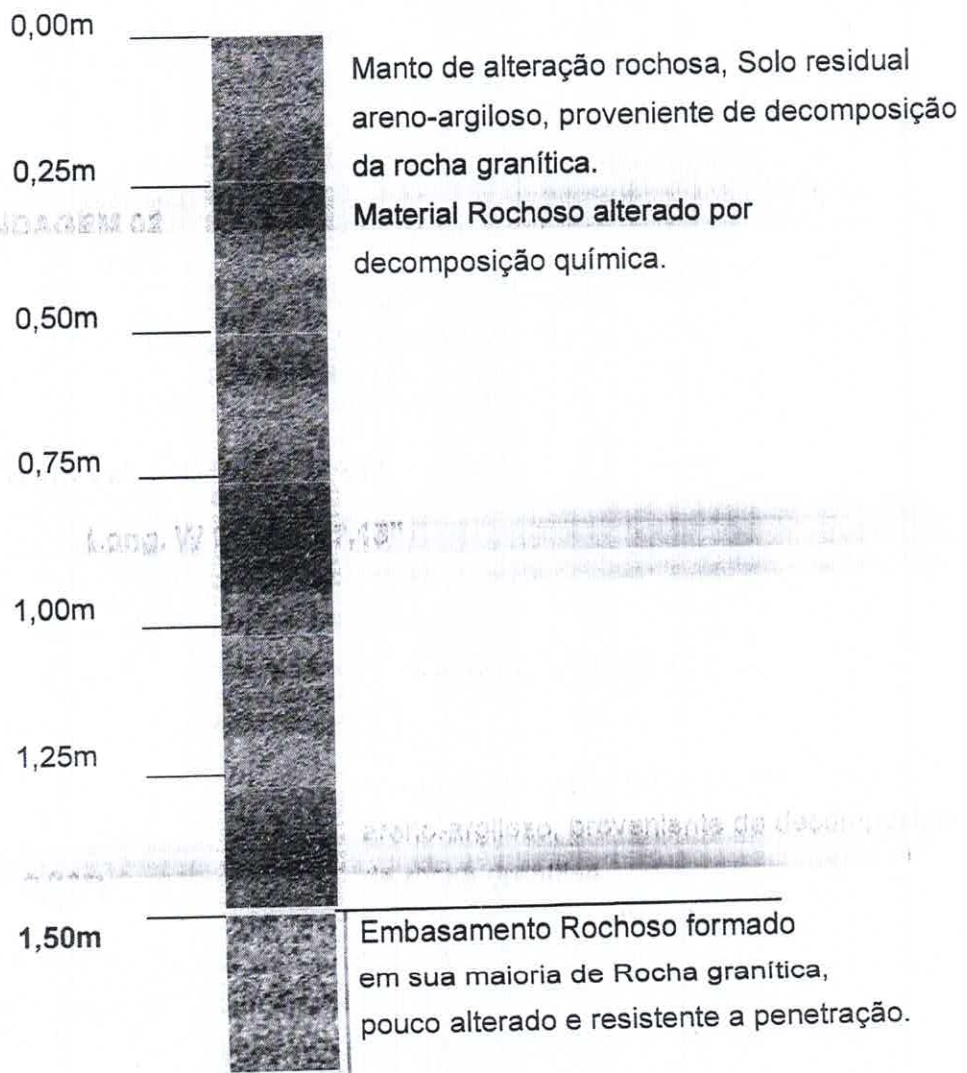 0,00m
Manto de alteração rochosa, Solo residual
areno-argiloso, proveniente de decomposição
0,25m
da rocha granítica.
Material Rochoso alterado por
decomposição química.
0,50m
0,75m
1,00m
1,25m
1,50m
Embasamento Rochoso formado
em sua maioria de Rocha granítica,
pouco alterado e resistente a penetração.